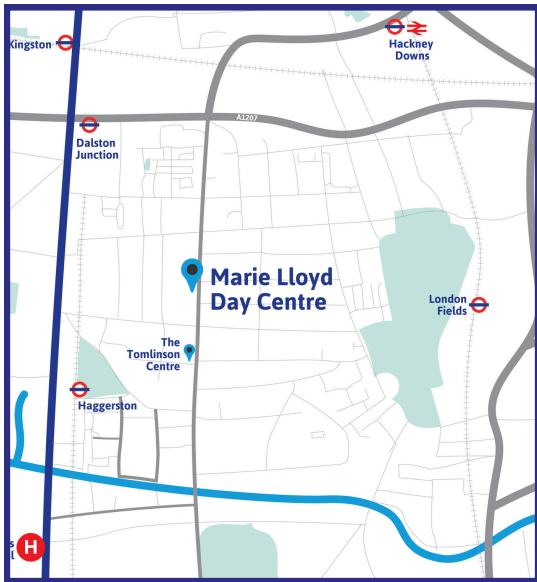 Kingston
Hackney
Downs
A1207
Dalston
Junction
Marie Lloyd
Day Centre
London
Fields
The
Tomlinson
Centre
Haggerston
s
l
H